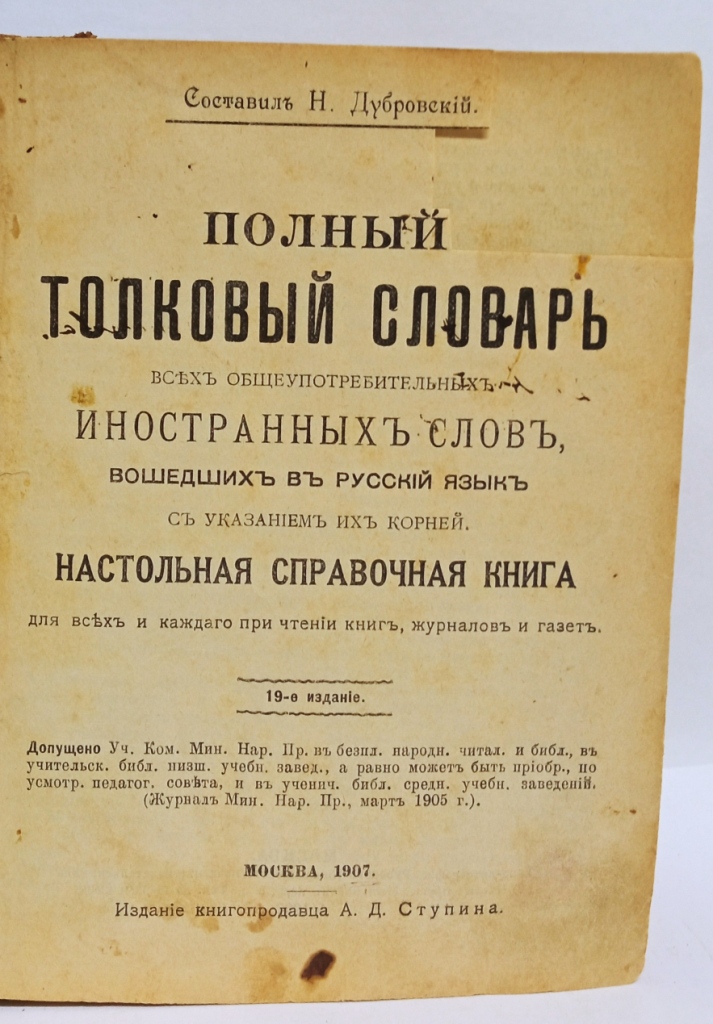 Составилъ Н. Дубровскій.
ПОЛНЫЙ
ТОЛКОВЫЙ СЛОВАРЬ
ВСѢХЪ ОБЩЕУПОТРЕБИТЕЛЬНЫХЪ
ИНОСТРАННЫХЪ СЛОВЪ,
ВОШЕДШИХЪ ВЪ РУССКІЙ ЯЗЫКЪ
СЪ УКАЗАНІЕМЪ ИХЪ КОРНЕЙ.
НАСТОЛЬНАЯ СПРАВОЧНАЯ КНИГА
для всѣхъ и каждаго при чтеніи книгъ, журналовъ и газетъ.
19-е изданіе.
Допущено Уч. Ком. Мин. Нар. Пр. въ безпл. народн. читал. и библ., въ
учительск. библ. низш. учебн. завед., а равно можетъ быть пріобр., по
усмотр. педагог. совѣта, и въ ученич. библ. средн. учебн. заведеній.
(Журналъ Мин. Нар. Пр., мартъ 1905 г.).
МОСКВА, 1907.
Изданіе книгопродавца А. Д. Ступина.